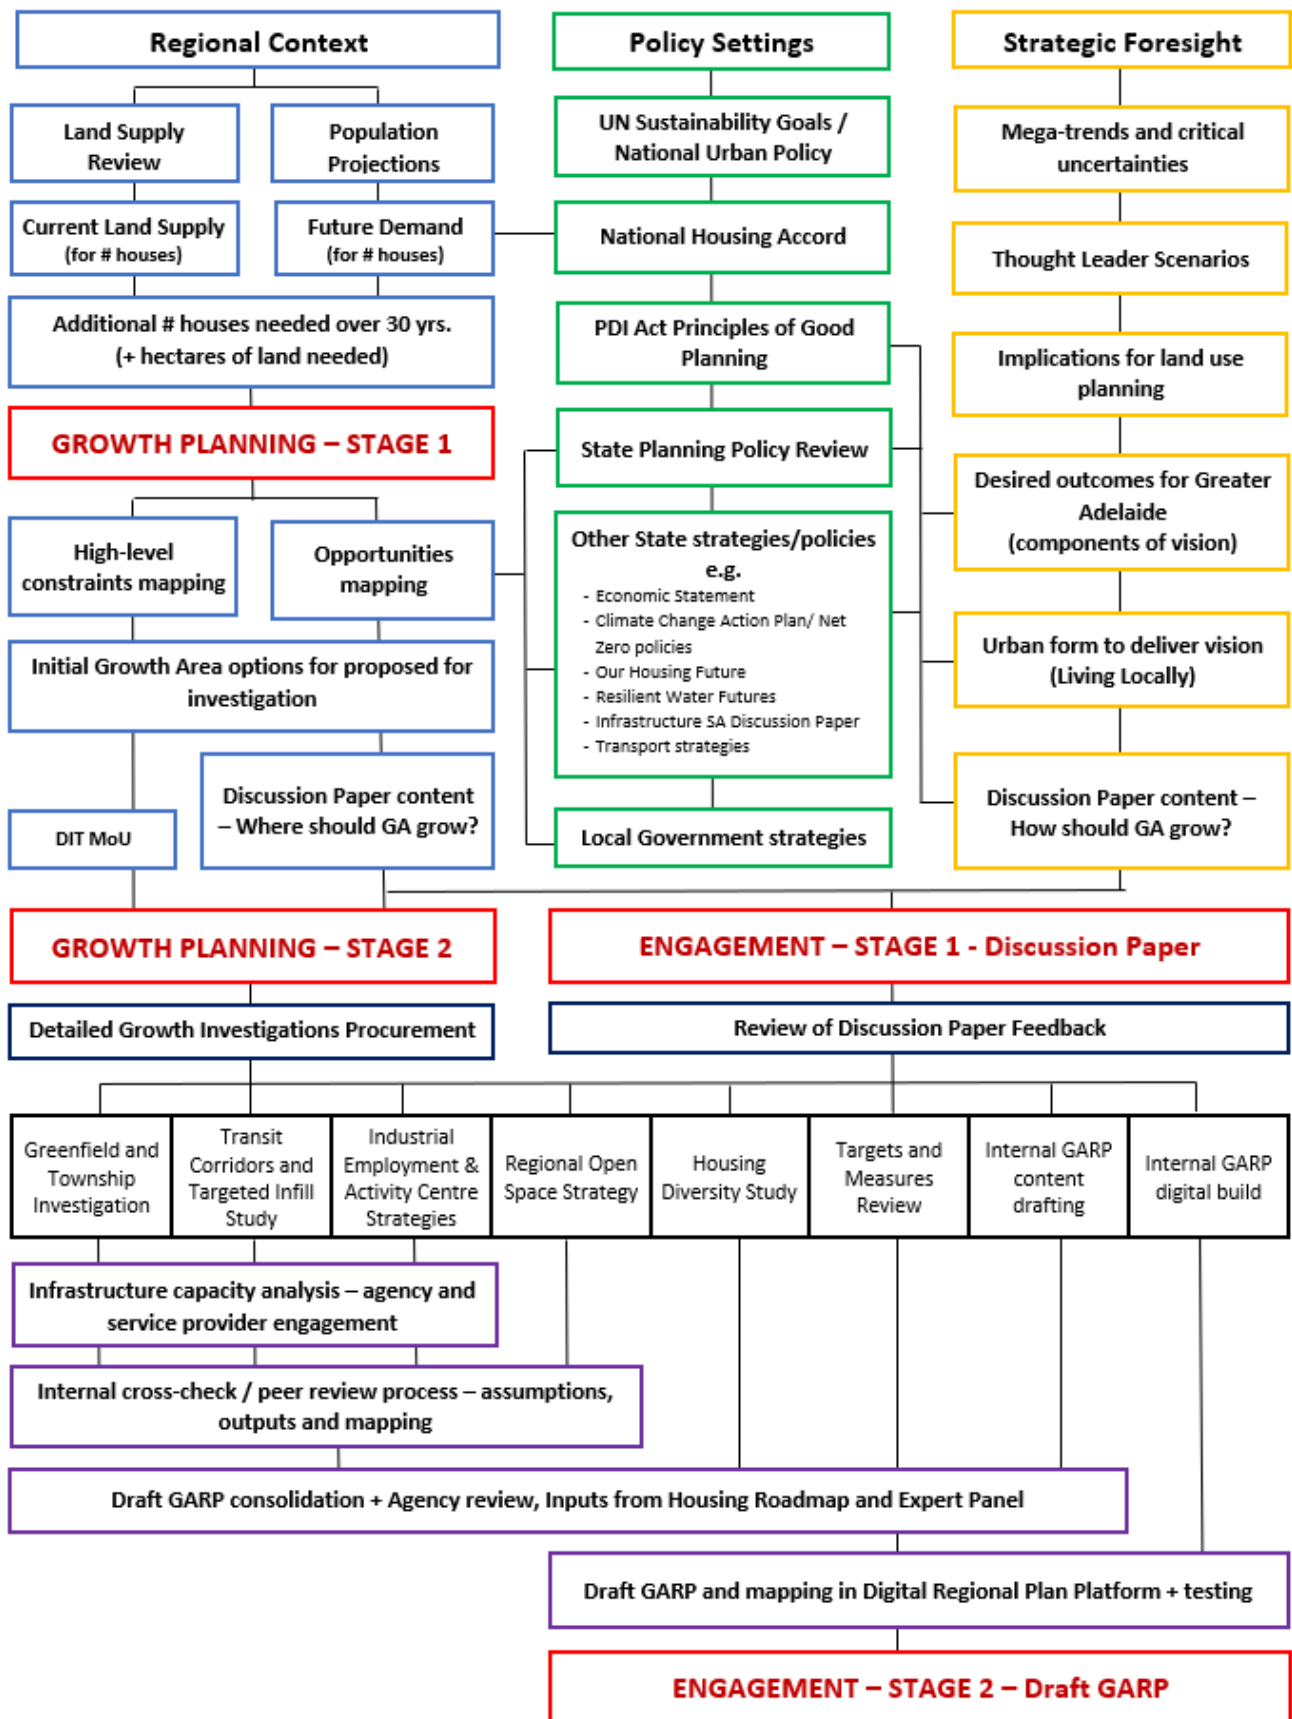 Regional Context
Policy Settings
Strategic Foresight
Land Supply
Review
Population
Projections
UN Sustainability Goals /
National Urban Policy
Mega-trends and critical
uncertainties
Current Land Supply
(for # houses)
Future Demand
(for # houses)
National Housing Accord
Thought Leader Scenarios
Additional # houses needed over 30 yrs.
(+ hectares of land needed)
PDI Act Principles of Good
Planning
Implications for land use
planning
GROWTH PLANNING – STAGE 1
State Planning Policy Review
Desired outcomes for Greater
Adelaide
(components of vision)
High-level
constraints mapping
Opportunities
mapping
Other State strategies/policies
e.g.
- Economic Statement
- Climate Change Action Plan/ Net
Zero policies
- Our Housing Future
- Resilient Water Futures
- Infrastructure SA Discussion Paper
- Transport strategies
Initial Growth Area options for proposed for
investigation
Urban form to deliver vision
(Living Locally)
DIT MoU
Discussion Paper content
– Where should GA grow?
Local Government strategies
Discussion Paper content –
How should GA grow?
GROWTH PLANNING – STAGE 2
ENGAGEMENT – STAGE 1 - Discussion Paper
Detailed Growth Investigations Procurement
Review of Discussion Paper Feedback
Greenfield and
Township
Investigation
Transit
Corridors and
Targeted Infill
Study
Industrial
Employment &
Activity Centre
Strategies
Regional Open
Space Strategy
Housing
Diversity Study
Targets and
Measures
Review
Internal GARP
content
drafting
Internal GARP
digital build
Infrastructure capacity analysis – agency and
service provider engagement
Internal cross-check / peer review process – assumptions,
outputs and mapping
Draft GARP consolidation + Agency review, Inputs from Housing Roadmap and Expert Panel
Draft GARP and mapping in Digital Regional Plan Platform + testing
ENGAGEMENT – STAGE 2 – Draft GARP